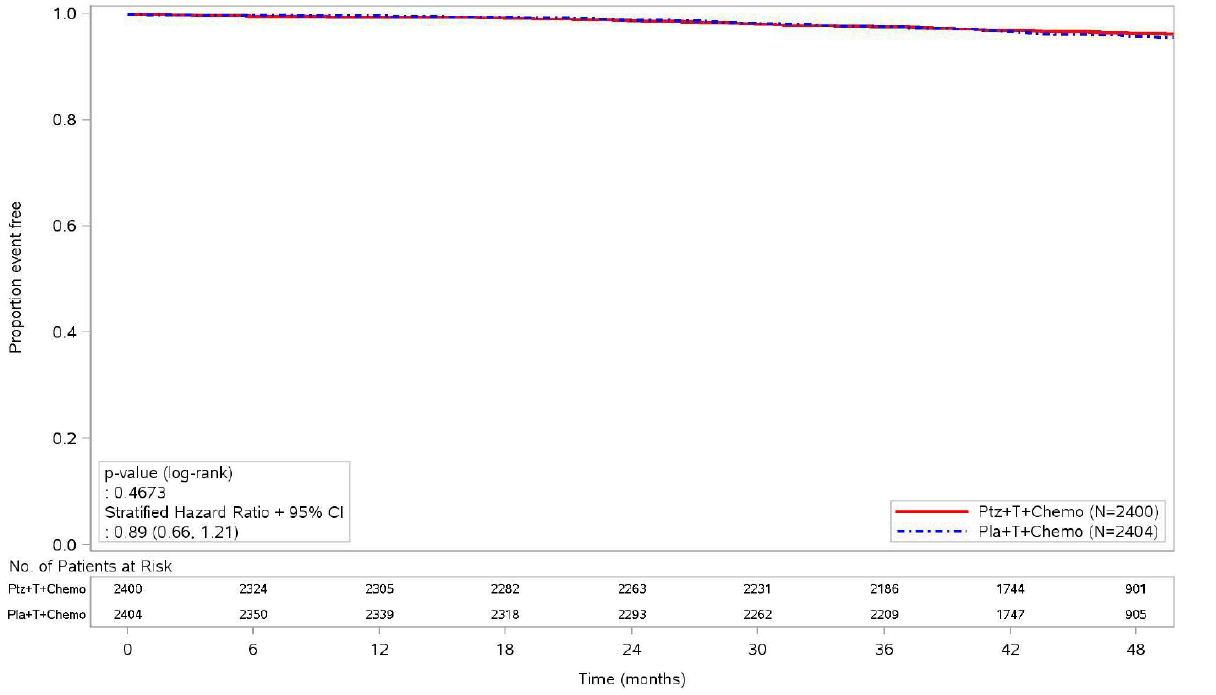 1.0
0.8
0.6
0.4
0.2
0.0
Proportion event free
p-value (log-rank)
: 0.4673
Stratified Hazard Ratio + 95% CI
: 0.89 (0.66, 1.21)
Ptz+T+Chemo (N=2400)
Pla+T+Chemo (N=2404)
No. of Patients at Risk
Ptz+T+Chemo 2400 2324 2305 2282 2263 2231 2186 1744 901
Pla+T+Chemo 2404 2350 2339 2318 2293 2262 2209 1747 905
0 6 12 18 24 30 36 42 48
Time (months)